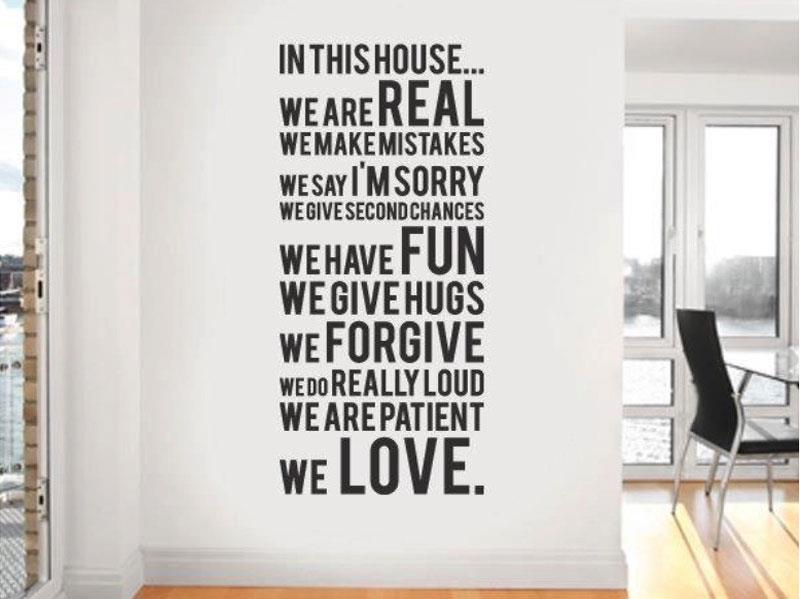 IN THIS HOUSE...
WE ARE REAL
WE MAKE MISTAKES
WE SAY I'M SORRY
WE GIVE SECOND CHANCES
WE HAVE FUN
WE GIVE HUGS
WE FORGIVE
WE DO REALLY LOUD
WE ARE PATIENT
WE LOVE.